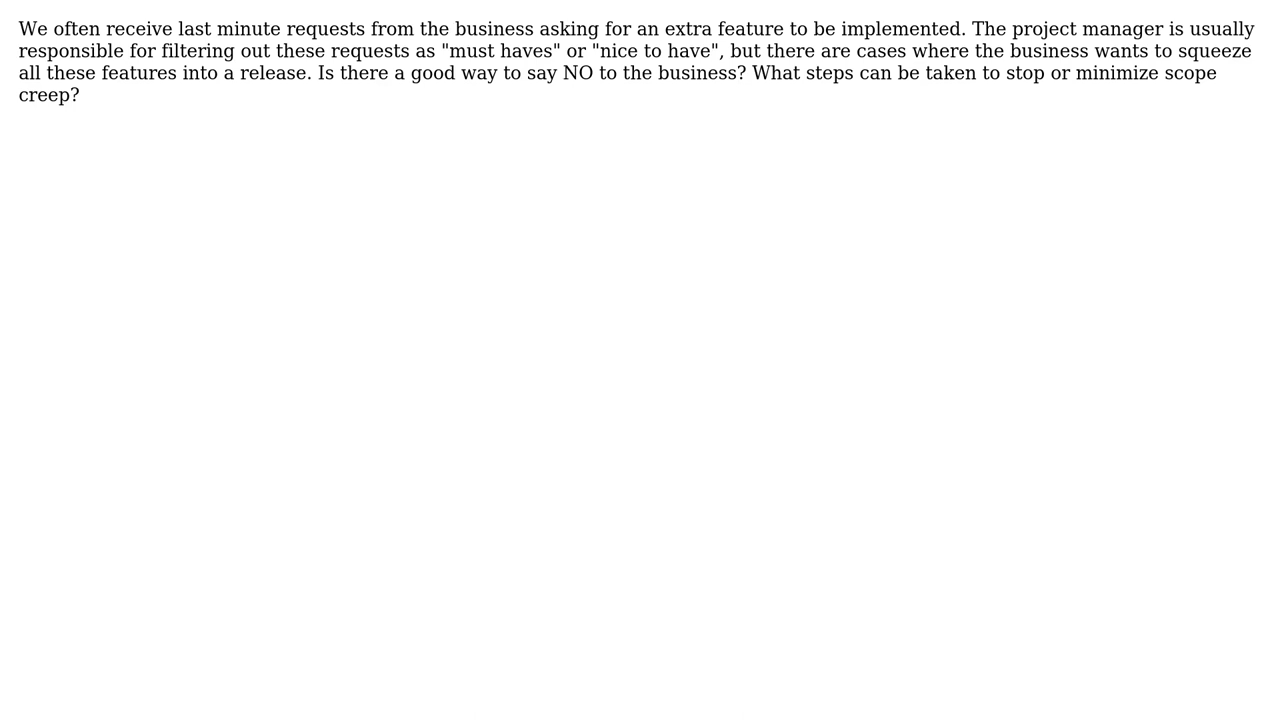 We often receive last minute requests from the business asking for an extra feature to be implemented. The project manager is usually
responsible for filtering out these requests as "must haves" or "nice to have", but there are cases where the business wants to squeeze
all these features into a release. Is there a good way to say NO to the business? What steps can be taken to stop or minimize scope
creep?